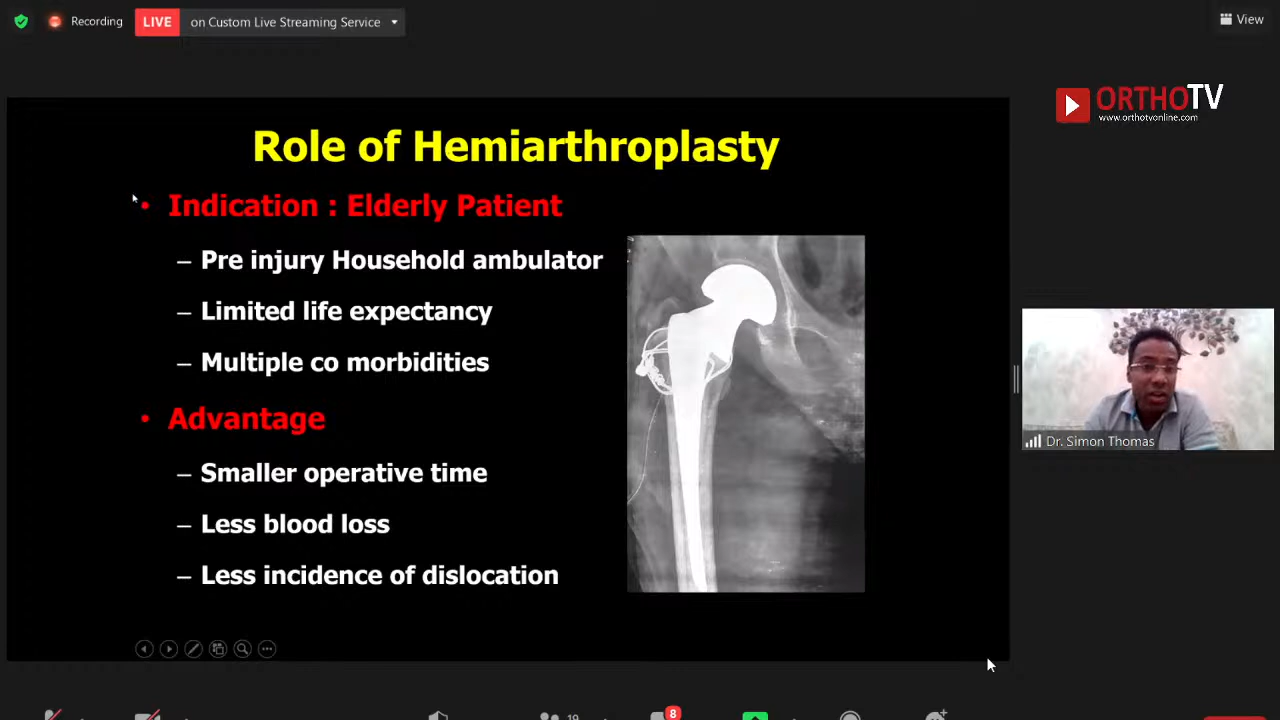 Recording
LIVE on Custom Live Streaming Service
View
ORTHOTV
www.orthotvonline.com
Role of Hemiarthroplasty
• Indication : Elderly Patient
– Pre injury Household ambulator
– Limited life expectancy
– Multiple co morbidities
• Advantage
– Smaller operative time
– Less blood loss
– Less incidence of dislocation
Dr. Simon Thomas
19
8